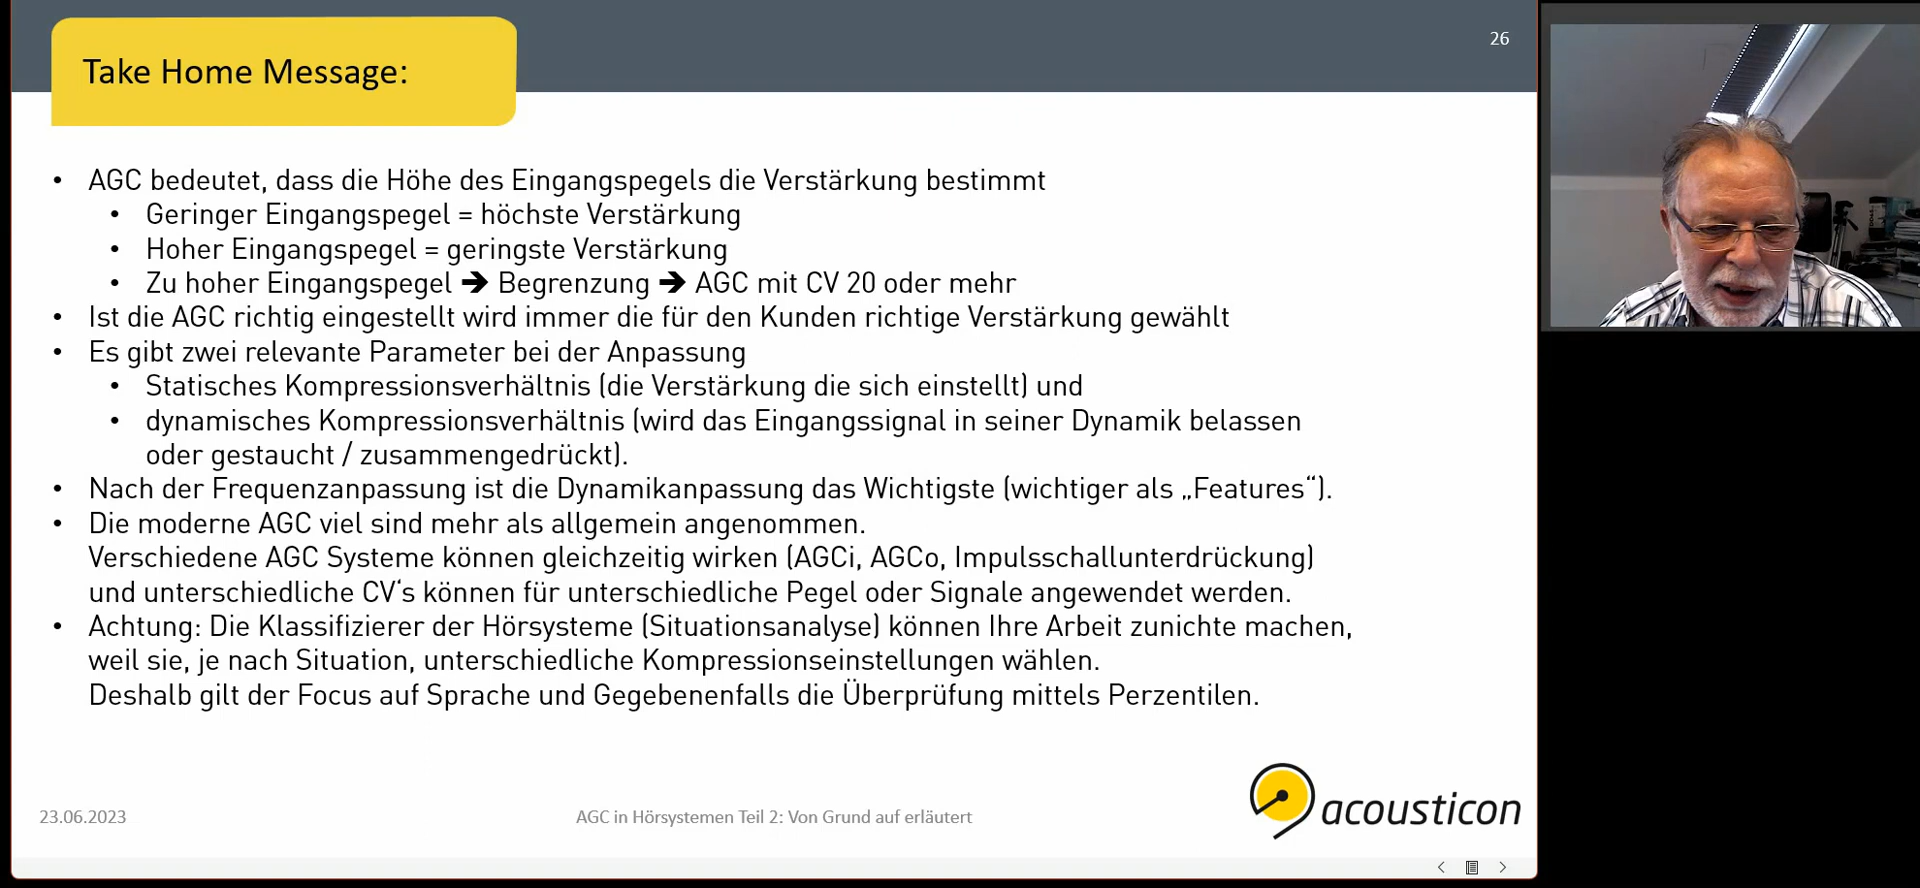 Take Home Message:
26
• AGC bedeutet, dass die Höhe des Eingangspegels die Verstärkung bestimmt
• Geringer Eingangspegel = höchste Verstärkung
• Hoher Eingangspegel = geringste Verstärkung
• Zu hoher Eingangspegel ➔ Begrenzung ➔ AGC mit CV 20 oder mehr
• Ist die AGC richtig eingestellt wird immer die für den Kunden richtige Verstärkung gewählt
• Es gibt zwei relevante Parameter bei der Anpassung
• Statisches Kompressionsverhältnis (die Verstärkung die sich einstellt) und
• dynamisches Kompressionsverhältnis (wird das Eingangssignal in seiner Dynamik belassen
oder gestaucht / zusammengedrückt).
• Nach der Frequenzanpassung ist die Dynamikanpassung das Wichtigste (wichtiger als „Features“).
• Die moderne AGC viel sind mehr als allgemein angenommen.
Verschiedene AGC Systeme können gleichzeitig wirken (AGCi, AGCo, Impulsschallunterdrückung)
und unterschiedliche CV‘s können für unterschiedliche Pegel oder Signale angewendet werden.
• Achtung: Die Klassifizierer der Hörsysteme (Situationsanalyse) können Ihre Arbeit zunichte machen,
weil sie, je nach Situation, unterschiedliche Kompressionseinstellungen wählen.
Deshalb gilt der Focus auf Sprache und Gegebenenfalls die Überprüfung mittels Perzentilen.
23.06.2023
AGC in Hörsystemen Teil 2: Von Grund auf erläutert
acousticon